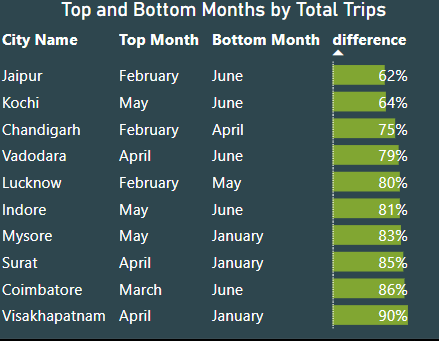 Top and Bottom Months by Total Trips
City Name Top Month Bottom Month difference
Jaipur February June 62%
Kochi May June 64%
Chandigarh February April 75%
Vadodara April June 79%
Lucknow February May 80%
Indore May June 81%
Mysore May January 83%
Surat April January 85%
Coimbatore March June 86%
Visakhapatnam April January 90%